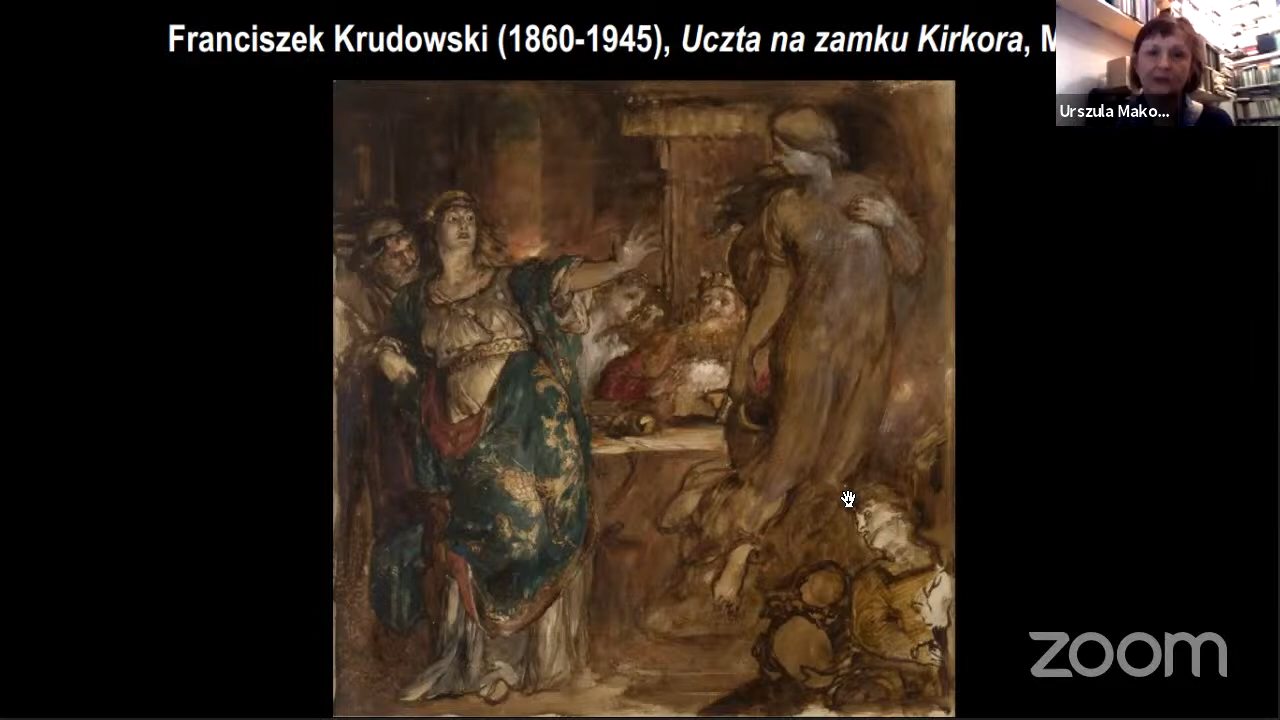 Franciszek Krudowski (1860-1945), Uczta na zamku Kirkora, M
Urszula Mako...
zoom